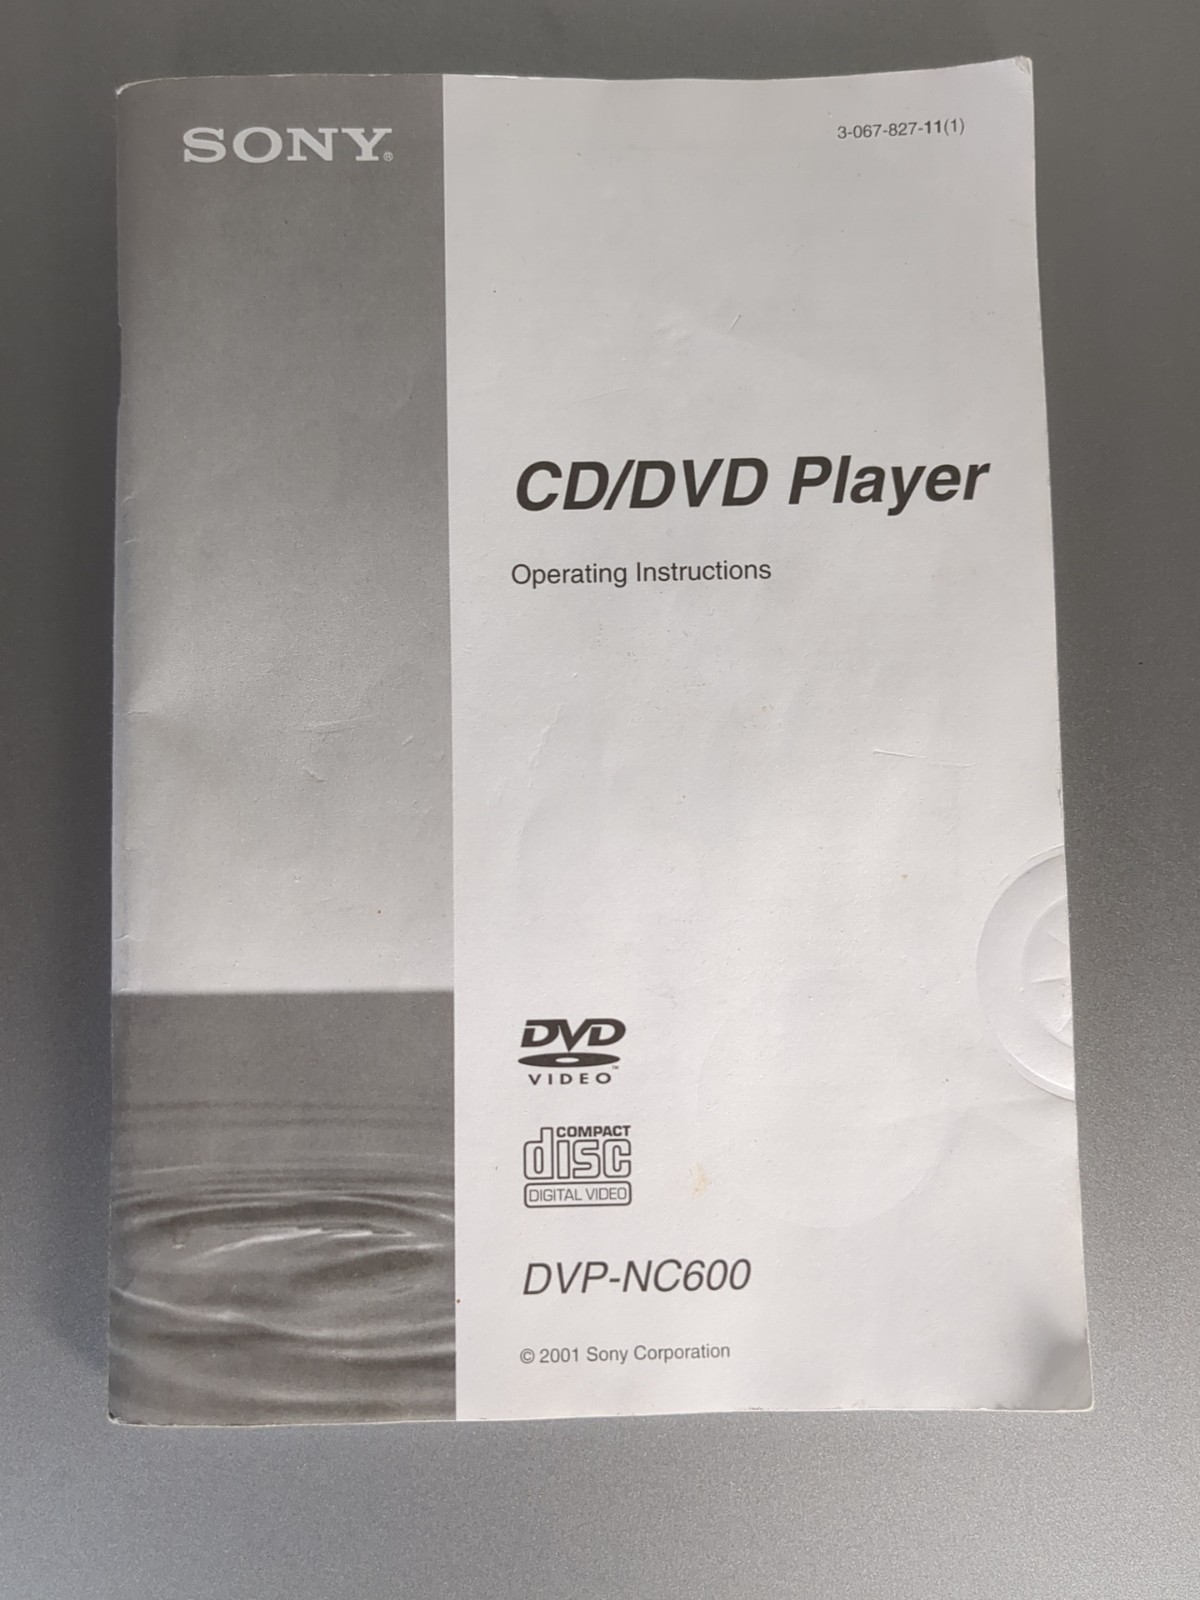 SONY®
3-067-827-11(1)
CD/DVD Player
Operating Instructions
DVD
VIDEO™
COMPACT
disc
DIGITAL VIDEO
DVP-NC600
© 2001 Sony Corporation